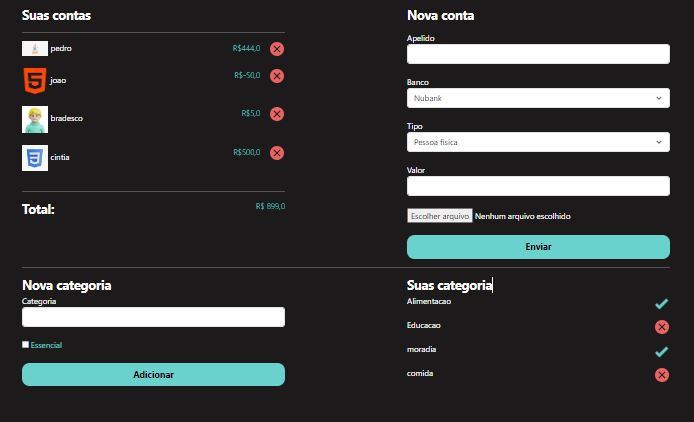 Suas contas
pedro R$444,0
joao R$-50,0
bradesco R$5,0
cintia R$500,0
Total: R$ 899,0
Nova conta
Apelido
Banco
Nubank
Tipo
Pessoa fisica
Valor
Escolher arquivo Nenhum arquivo escolhido
Enviar
Nova categoria
Categoria
Essencial
Adicionar
Suas categoria
Alimentacao
Educacao
moradia
comida